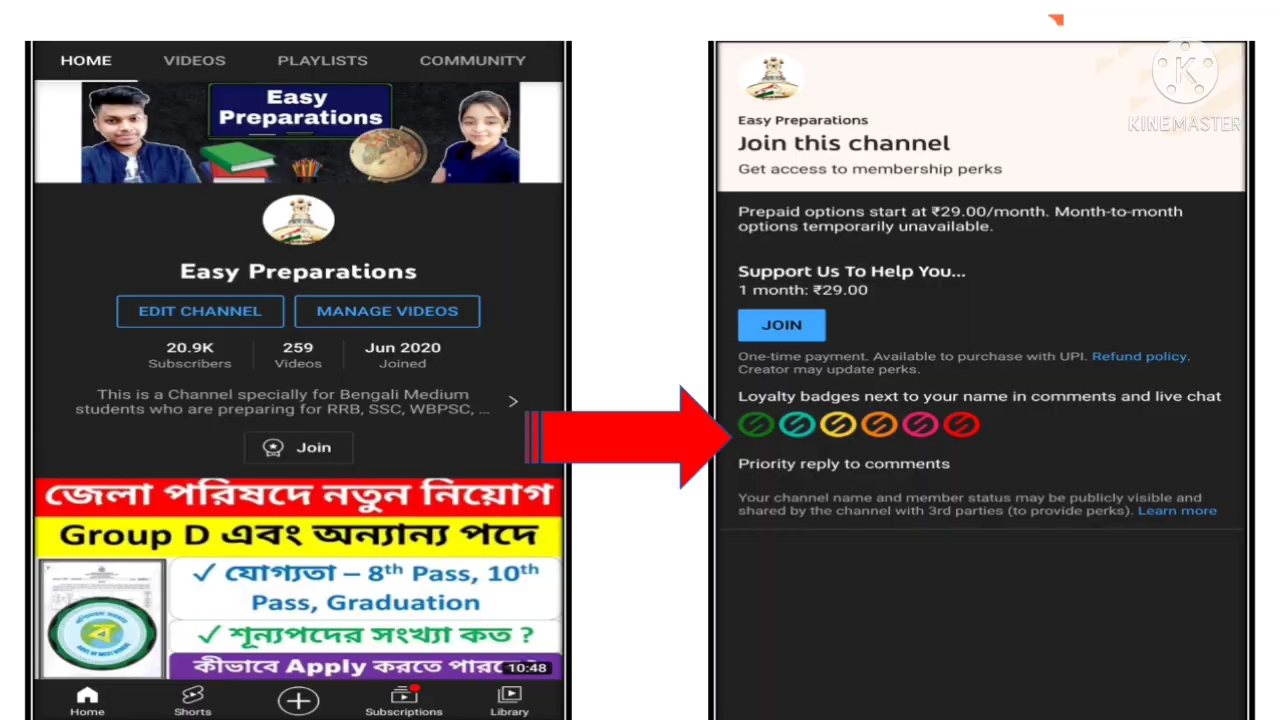 HOME VIDEOS PLAYLISTS COMMUNITY
Easy
Preparations
Easy Preparations
EDIT CHANNEL MANAGE VIDEOS
20.9K 259 Jun 2020
Subscribers Videos Joined
This is a Channel specially for Bengali Medium
students who are preparing for RRB, SSC, WBPSC, ...
Join
জেলা পরিষদে নতুন নিয়োগ
Group D এবং অন্যান্য পদে
✓ যোগ্যতা – 8th Pass, 10th
Pass, Graduation
✓ শূন্যপদের সংখ্যা কত ?
কীভাবে Apply করতে
10:48
Home Shorts Subscriptions Library
K
KINEMASTER
Easy Preparations
Join this channel
Get access to membership perks
Prepaid options start at ₹29.00/month. Month-to-month
options temporarily unavailable.
Support Us To Help You...
1 month: ₹29.00
JOIN
One-time payment. Available to purchase with UPI. Refund policy.
Creator may update perks.
Loyalty badges next to your name in comments and live chat
Priority reply to comments
Your channel name and member status may be publicly visible and
shared by the channel with 3rd parties (to provide perks). Learn more